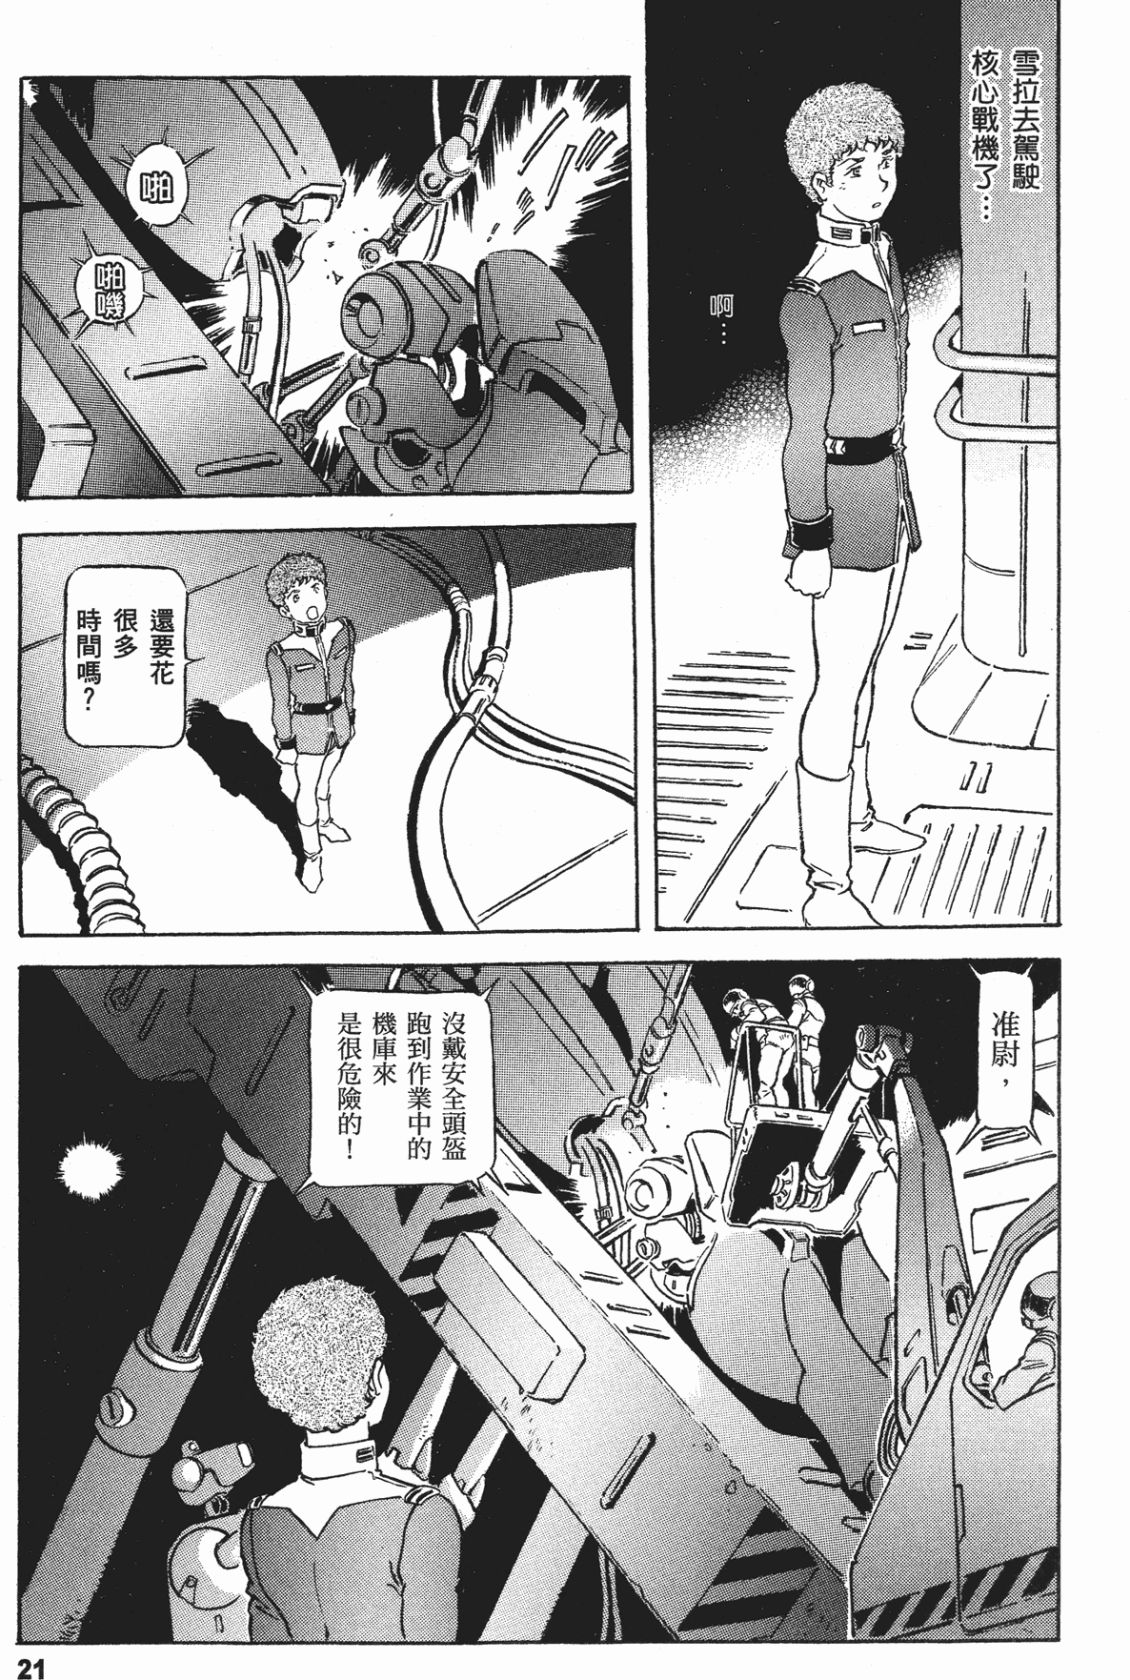 雪拉去駕駛
核心戰機了…
啊…
啪
啪嘰
還要花
很多
時間嗎?
准尉,
沒戴安全頭盔
跑到作業中的
機庫來
是很危險的!
21